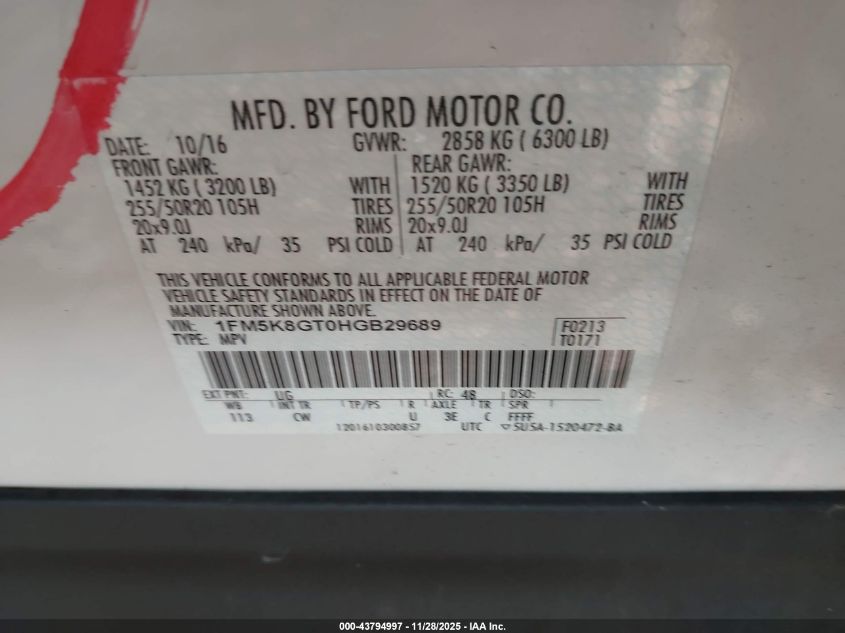 MFD. BY FORD MOTOR CO.
DATE: 10/16 GVWR: 2858 KG ( 6300 LB)
FRONT GAWR: REAR GAWR:
1452 KG ( 3200 LB) WITH 1520 KG ( 3350 LB) WITH
255/50R20 105H TIRES 255/50R20 105H TIRES
20x9.0J RIMS 20x9.0J RIMS
AT 240 kPa/ 35 PSI COLD AT 240 kPa/ 35 PSI COLD
THIS VEHICLE CONFORMS TO ALL APPLICABLE FEDERAL MOTOR
VEHICLE SAFETY STANDARDS IN EFFECT ON THE DATE OF
MANUFACTURE SHOWN ABOVE.
VIN: 1FM5K8GT0HGB29689 F0213
TYPE: MPV T0171
EXT PNT: UG RC: 48 DSO:
WB INT TR TP/PS R AXLE TR SPR
113 CW U 3E C FFFF
1201610300857 UTC ▽5U5A-1520472-BA
000-43794997 - 11/28/2025 - IAA Inc.